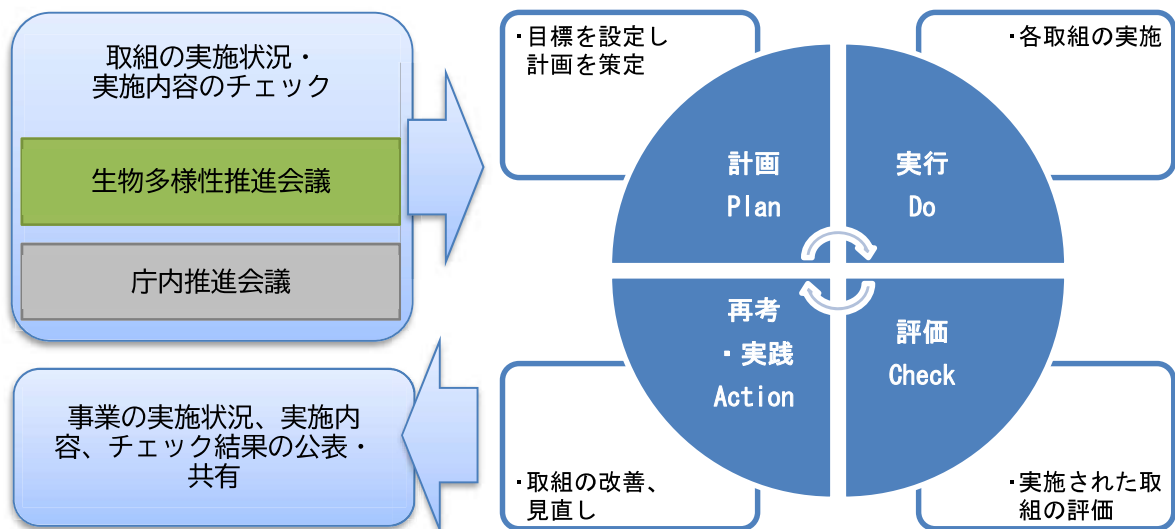 取組の実施状況・
実施内容のチェック
生物多様性推進会議
庁内推進会議
事業の実施状況、実施内
容、チェック結果の公表・
共有
・目標を設定し
計画を策定
・各取組の実施
計画
Plan
実行
Do
再考
・実践
Action
評価
Check
・取組の改善、
見直し
・実施された取
組の評価